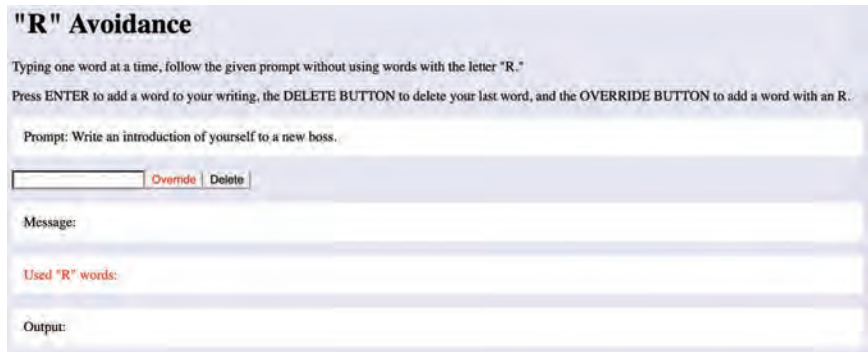 "R" Avoidance
Typing one word at a time, follow the given prompt without using words with the letter "R."
Press ENTER to add a word to your writing, the DELETE BUTTON to delete your last word, and the OVERRIDE BUTTON to add a word with an R.
Prompt: Write an introduction of yourself to a new boss.
Override Delete
Message:
Used "R" words:
Output: